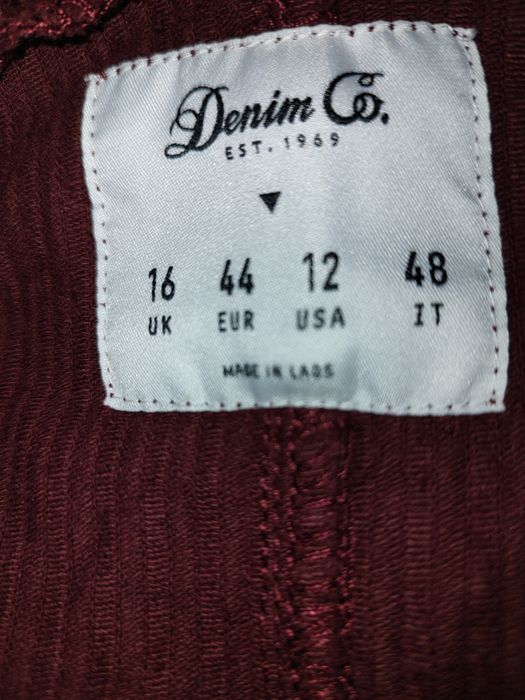 Denim Co.
EST. 1969
16 44 12 48
UK EUR USA IT
MADE IN LAOS